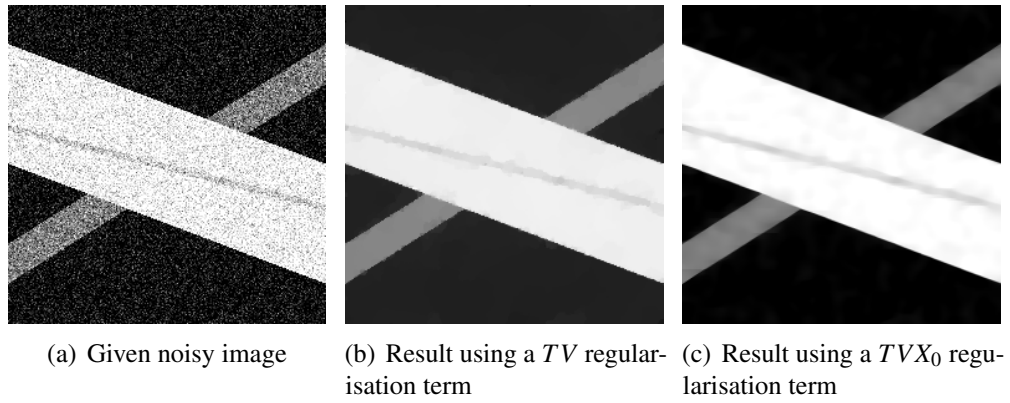 (a) Given noisy image
(b) Result using a TV regular-
isation term
(c) Result using a TVX₀ regu-
larisation term